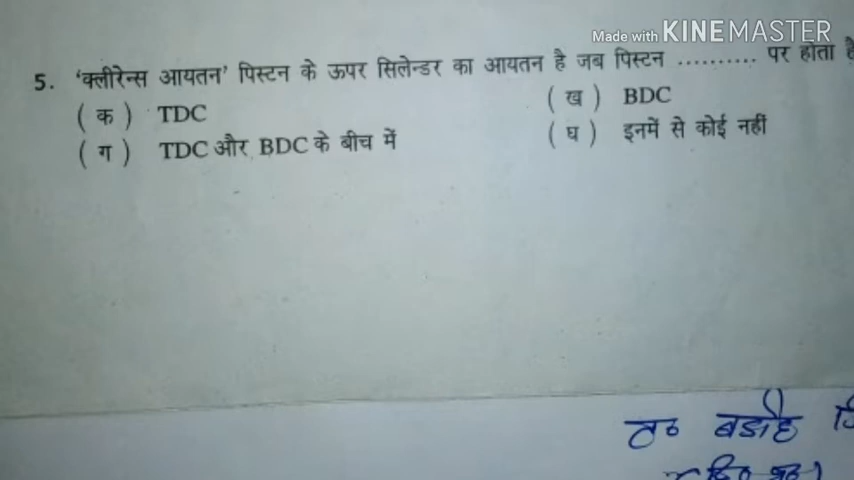 Made with KINEMASTER
5. 'क्लीरेन्स आयतन' पिस्टन के ऊपर सिलेन्डर का आयतन है जब पिस्टन .......... पर होता है
( क ) TDC ( ख ) BDC
( ग ) TDC और BDC के बीच में ( घ ) इनमें से कोई नहीं